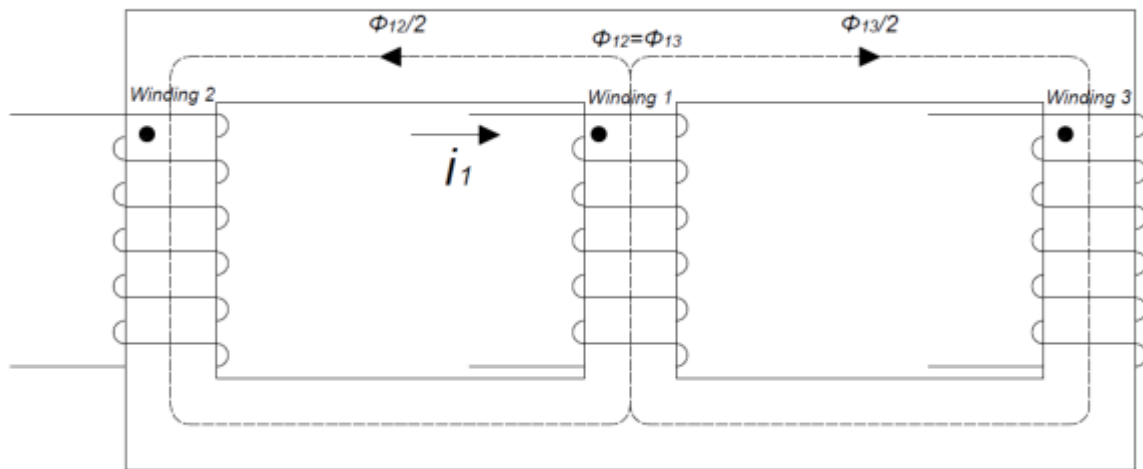 Φ12/2
Φ12=Φ13
Φ13/2
Winding 2
Winding 1
Winding 3
i1